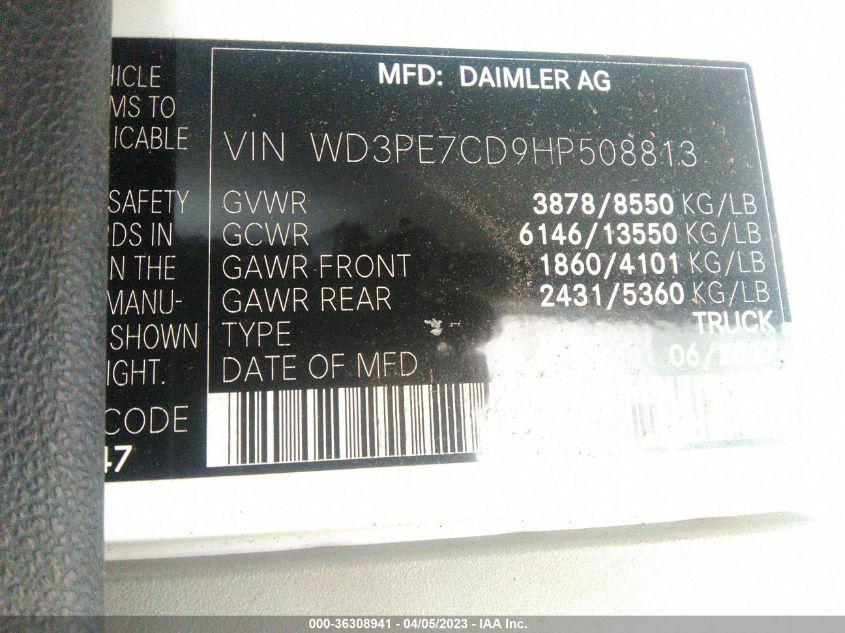 HICLE
MS TO
ICABLE
SAFETY
DS IN
N THE
MANU-
SHOWN
IGHT.
CODE
47
MFD: DAIMLER AG
VIN WD3PE7CD9HP508813
GVWR 3878/8550 KG/LB
GCWR 6146/13550 KG/LB
GAWR FRONT 1860/4101 KG/LB
GAWR REAR 2431/5360 KG/LB
TYPE TRUCK
DATE OF MFD
000-36308941 - 04/05/2023 - IAA Inc.